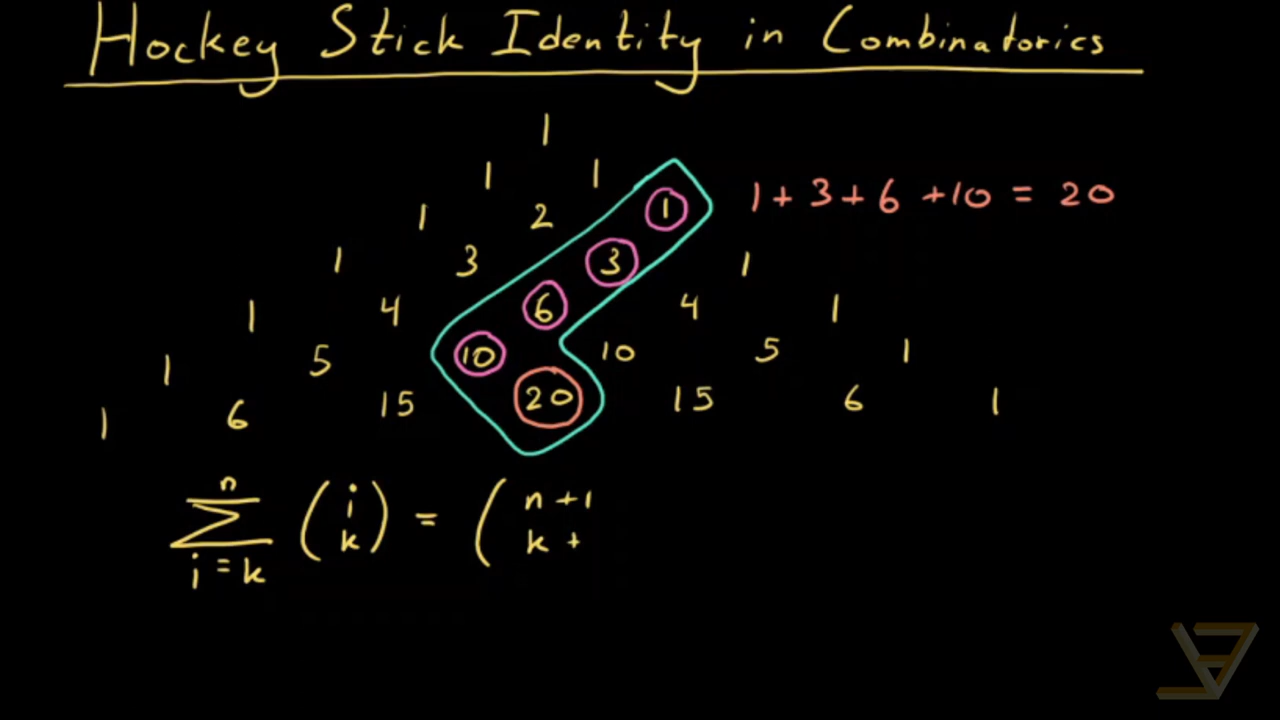 Hockey Stick Identity in Combinatorics
1
1 1
1 2 1 1 + 3 + 6 + 10 = 20
1 3 3 1
1 4 6 4 1
1 5 10 10 5 1
1 6 15 20 15 6 1
n
∑ ( i k ) = ( n + 1 k +
i = k